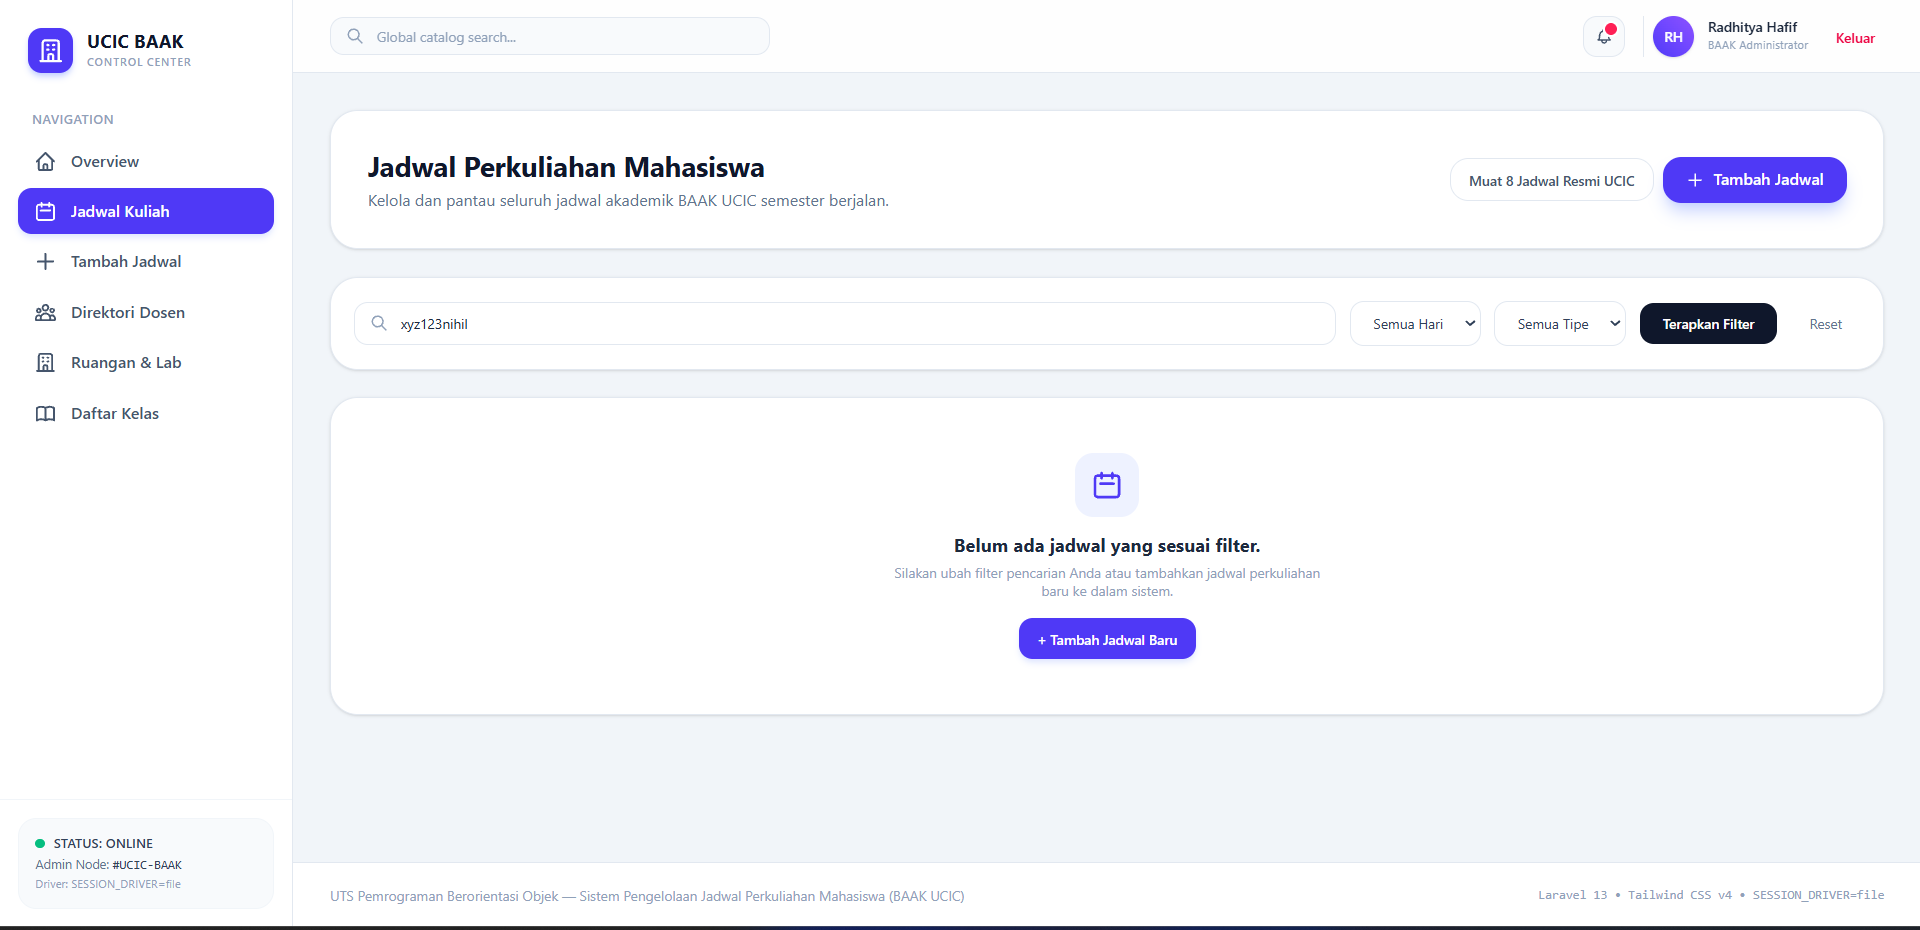 UCIC BAAK
CONTROL CENTER
NAVIGATION
Overview
Jadwal Kuliah
Tambah Jadwal
Direktori Dosen
Ruangan & Lab
Daftar Kelas
STATUS: ONLINE
Admin Node: #UCIC-BAAK
Driver: SESSION_DRIVER=file
Global catalog search...
RH
Radhitya Hafif
BAAK Administrator
Keluar
Jadwal Perkuliahan Mahasiswa
Kelola dan pantau seluruh jadwal akademik BAAK UCIC semester berjalan.
Muat 8 Jadwal Resmi UCIC
Tambah Jadwal
xyz123nihil
Semua Hari
Semua Tipe
Terapkan Filter
Reset
Belum ada jadwal yang sesuai filter.
Silakan ubah filter pencarian Anda atau tambahkan jadwal perkuliahan
baru ke dalam sistem.
+ Tambah Jadwal Baru
UTS Pemrograman Berorientasi Objek — Sistem Pengelolaan Jadwal Perkuliahan Mahasiswa (BAAK UCIC)
Laravel 13 • Tailwind CSS v4 • SESSION_DRIVER=file